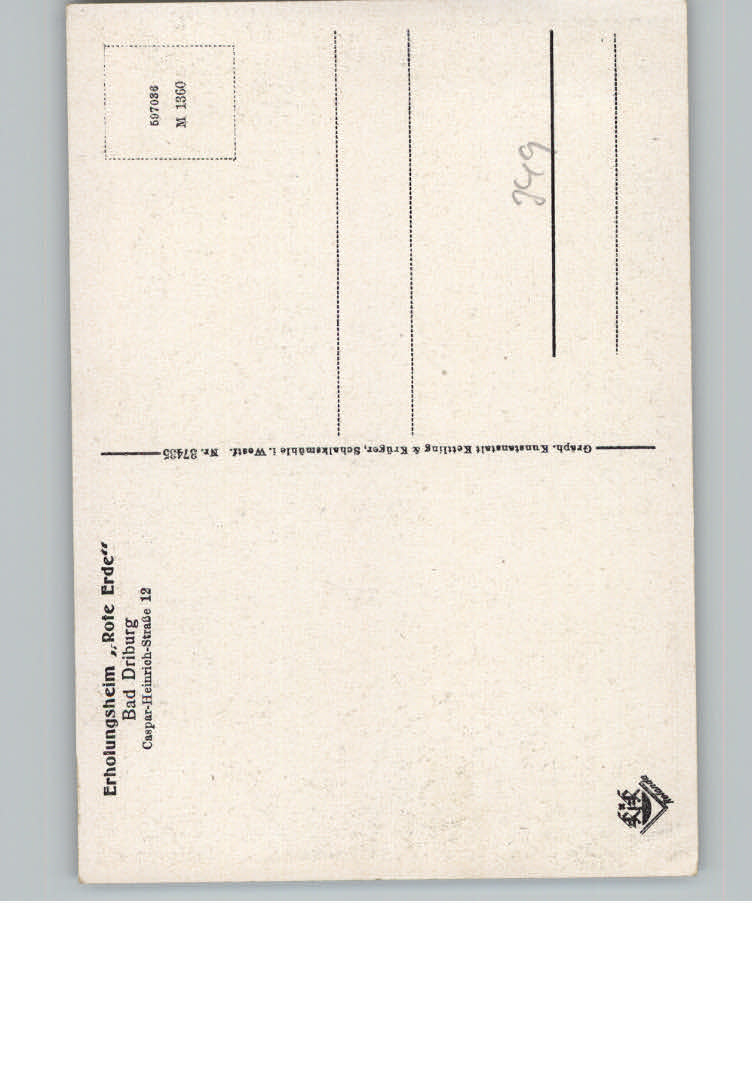 Erholungsheim „Rote Erde“
Bad Driburg
Caspar-Heinrich-Straße 12
Graph. Kunstanstalt Kettling & Krüger, Schalksmühle i. Westf. Nr. 37435
597036
M 1360